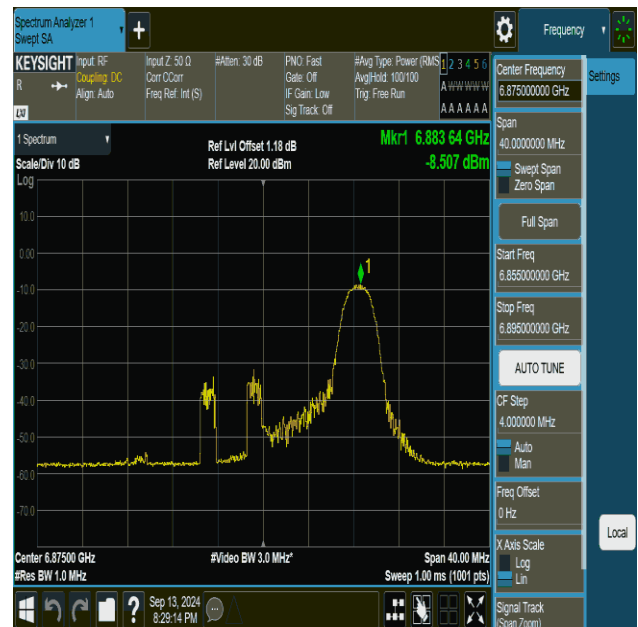 Spectrum Analyzer 1
Swept SA
+
Frequency
KEYSIGHT
R
LXI
Input: RF
Coupling: DC
Align: Auto
Input Z: 50 Ω
Corr CCorr
Freq Ref: Int (S)
#Atten: 30 dB
PNO: Fast
Gate: Off
IF Gain: Low
Sig Track: Off
#Avg Type: Power (RMS
Avg|Hold: 100/100
Trig: Free Run
1 2 3 4 5 6
A W W W W W
A A A A A A
1 Spectrum
Scale/Div 10 dB
Log
Ref Lvl Offset 1.18 dB
Ref Level 20.00 dBm
Mkr1 6.883 64 GHz
-8.507 dBm
10.0
0.00
-10.0
-20.0
-30.0
-40.0
-50.0
-60.0
-70.0
1
Center 6.87500 GHz
#Res BW 1.0 MHz
#Video BW 3.0 MHz*
Span 40.00 MHz
Sweep 1.00 ms (1001 pts)
Center Frequency
6.875000000 GHz
Span
40.0000000 MHz
Swept Span
Zero Span
Full Span
Start Freq
6.855000000 GHz
Stop Freq
6.895000000 GHz
AUTO TUNE
CF Step
4.000000 MHz
Auto
Man
Freq Offset
0 Hz
X Axis Scale
Log
Lin
Signal Track
(Span Zoom)
Settings
Local
?
Sep 13, 2024
8:29:14 PM